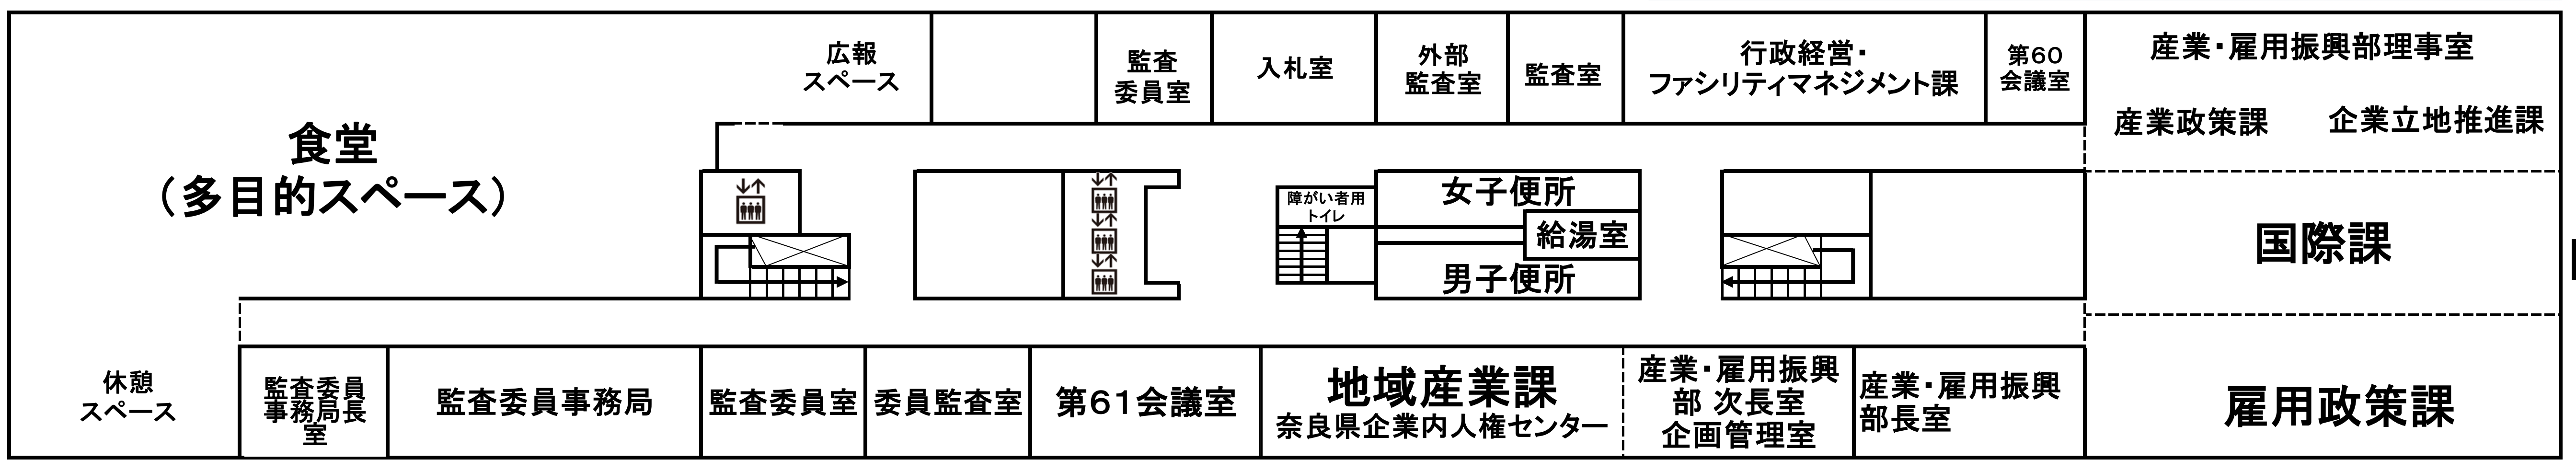 広報
スペース
監査
委員室
入札室
外部
監査室
監査室
行政経営・
ファシリティマネジメント課
第60
会議室
産業・雇用振興部理事室
産業政策課
企業立地推進課
食堂
（多目的スペース）
障がい者用
トイレ
女子便所
給湯室
男子便所
国際課
休憩
スペース
監査委員
事務局長
室
監査委員事務局
監査委員室
委員監査室
第61会議室
地域産業課
奈良県企業内人権センター
産業・雇用振興
部 次長室
企画管理室
産業・雇用振興
部長室
雇用政策課